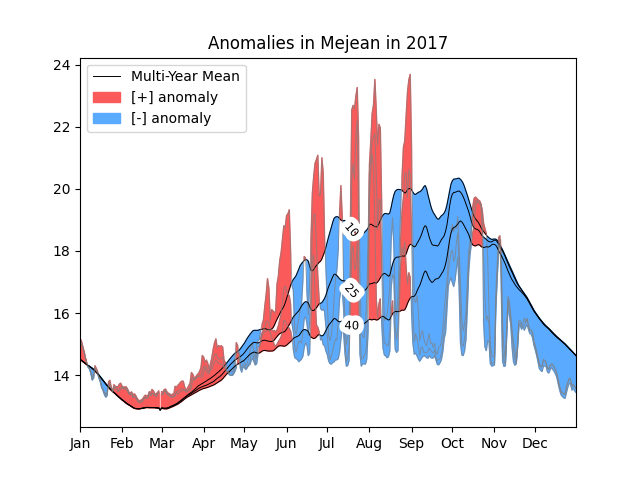 Anomalies in Mejean in 2017
24
22
20
18
16
14
Multi-Year Mean
[+] anomaly
[-] anomaly
10
25
40
Jan Feb Mar Apr May Jun Jul Aug Sep Oct Nov Dec